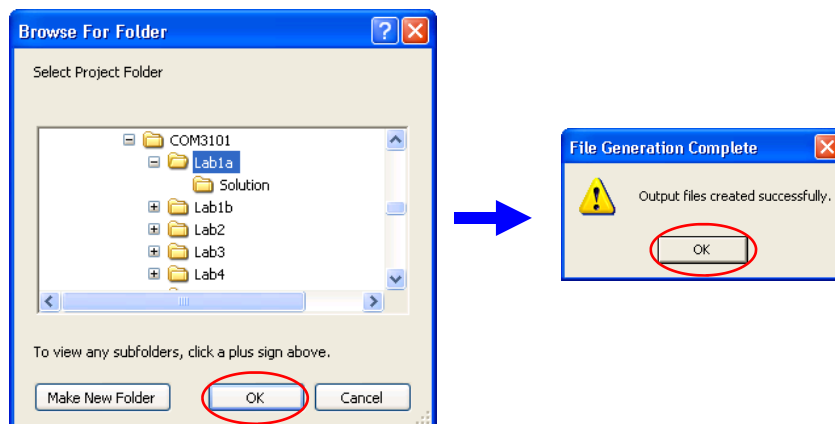 Browse For Folder
Select Project Folder
COM3101
Lab1a
Solution
Lab1b
Lab2
Lab3
Lab4
To view any subfolders, click a plus sign above.
Make New Folder
OK
Cancel
File Generation Complete
Output files created successfully.
OK